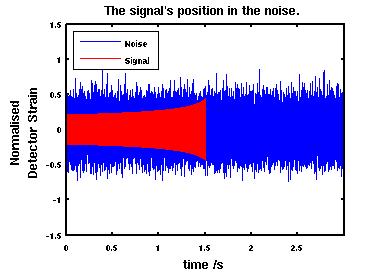 The signal's position in the noise.
1.5
1
0.5
0
-0.5
-1
-1.5
Normalised
Detector Strain
Noise
Signal
0
0.5
1
1.5
2
2.5
time /s